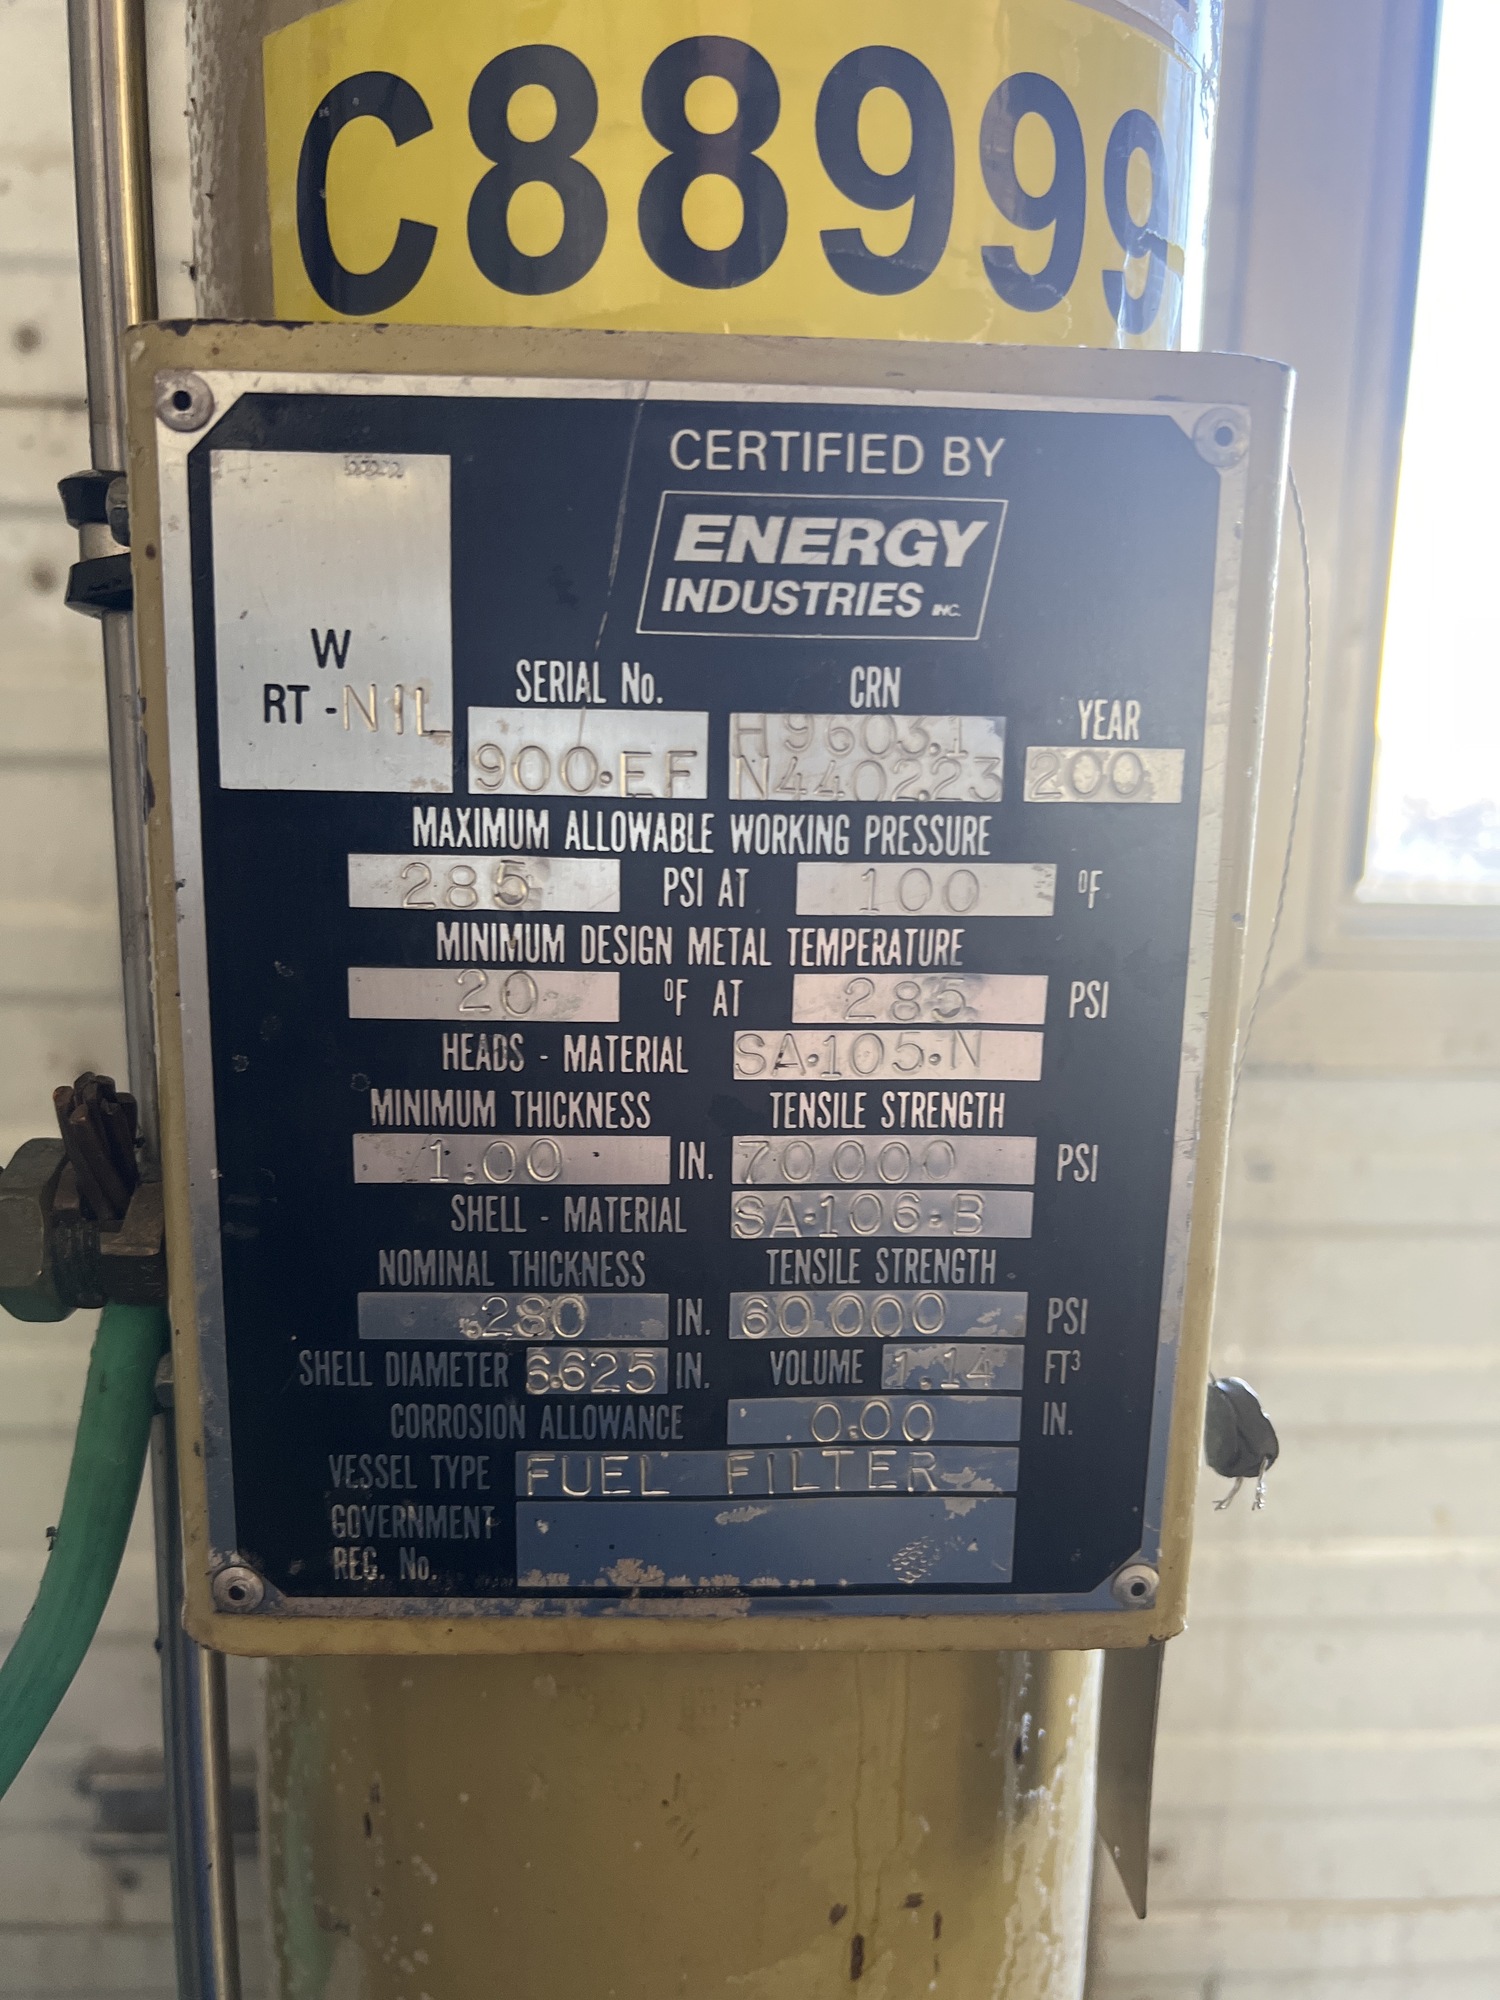 C88999
CERTIFIED BY
ENERGY
INDUSTRIES INC.
W
RT - NIL
SERIAL No. CRN YEAR
900.EF H9603.1 200
N4402.23
MAXIMUM ALLOWABLE WORKING PRESSURE
285 PSI AT 100 °F
MINIMUM DESIGN METAL TEMPERATURE
20 °F AT 285 PSI
HEADS - MATERIAL SA-105-N
MINIMUM THICKNESS TENSILE STRENGTH
1.00 IN. 70000 PSI
SHELL - MATERIAL SA-106-B
NOMINAL THICKNESS TENSILE STRENGTH
.280 IN. 60000 PSI
SHELL DIAMETER 6.625 IN. VOLUME 1.14 FT³
CORROSION ALLOWANCE 0.00 IN.
VESSEL TYPE FUEL FILTER
GOVERNMENT
REG. No.